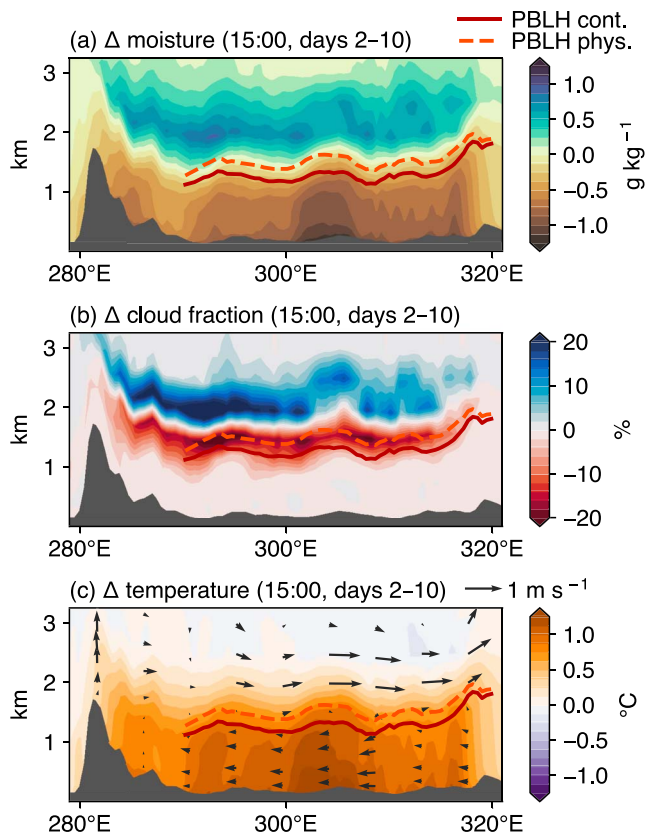 PBLH cont.
(a) Δ moisture (15:00, days 2–10)
PBLH phys.
3
2
1
km
280°E
300°E
320°E
1.0
0.5
0.0
−0.5
−1.0
g kg⁻¹
(b) Δ cloud fraction (15:00, days 2–10)
3
2
1
km
280°E
300°E
320°E
20
10
0
−10
−20
%
(c) Δ temperature (15:00, days 2–10)
1 m s⁻¹
3
2
1
km
280°E
300°E
320°E
1.0
0.5
0.0
−0.5
−1.0
°C